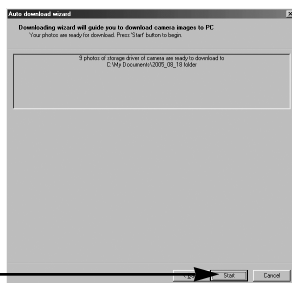 Auto download wizard
Downloading wizard will guide you to download camera images to PC
Your photos are ready for download. Press 'Start' button to begin.
9 photos of storage driver of camera are ready to download to
C:\My Documents\2005_08_18 folder
Start
Cancel